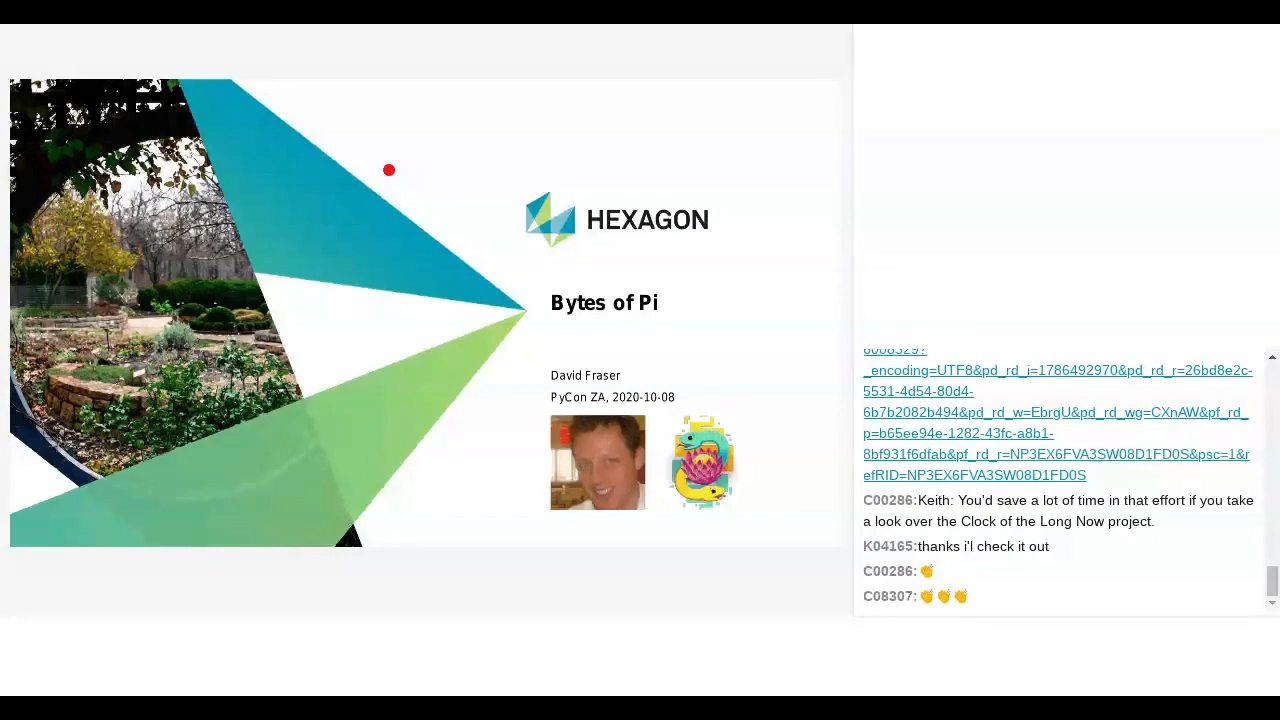 HEXAGON
Bytes of Pi
David Fraser
PyCon ZA, 2020-10-08
6008329?
_encoding=UTF8&pd_rd_i=1786492970&pd_rd_r=26bd8e2c-
5531-4d54-80d4-
6b7b2082b494&pd_rd_w=EbrgU&pd_rd_wg=CXnAW&pf_rd_
p=b65ee94e-1282-43fc-a8b1-
8bf931f6dfab&pf_rd_r=NP3EX6FVA3SW08D1FD0S&psc=1&r
efRID=NP3EX6FVA3SW08D1FD0S
C00286:Keith: You'd save a lot of time in that effort if you take
a look over the Clock of the Long Now project.
K04165:thanks i'l check it out
C00286:👏
C08307:👏👏👏